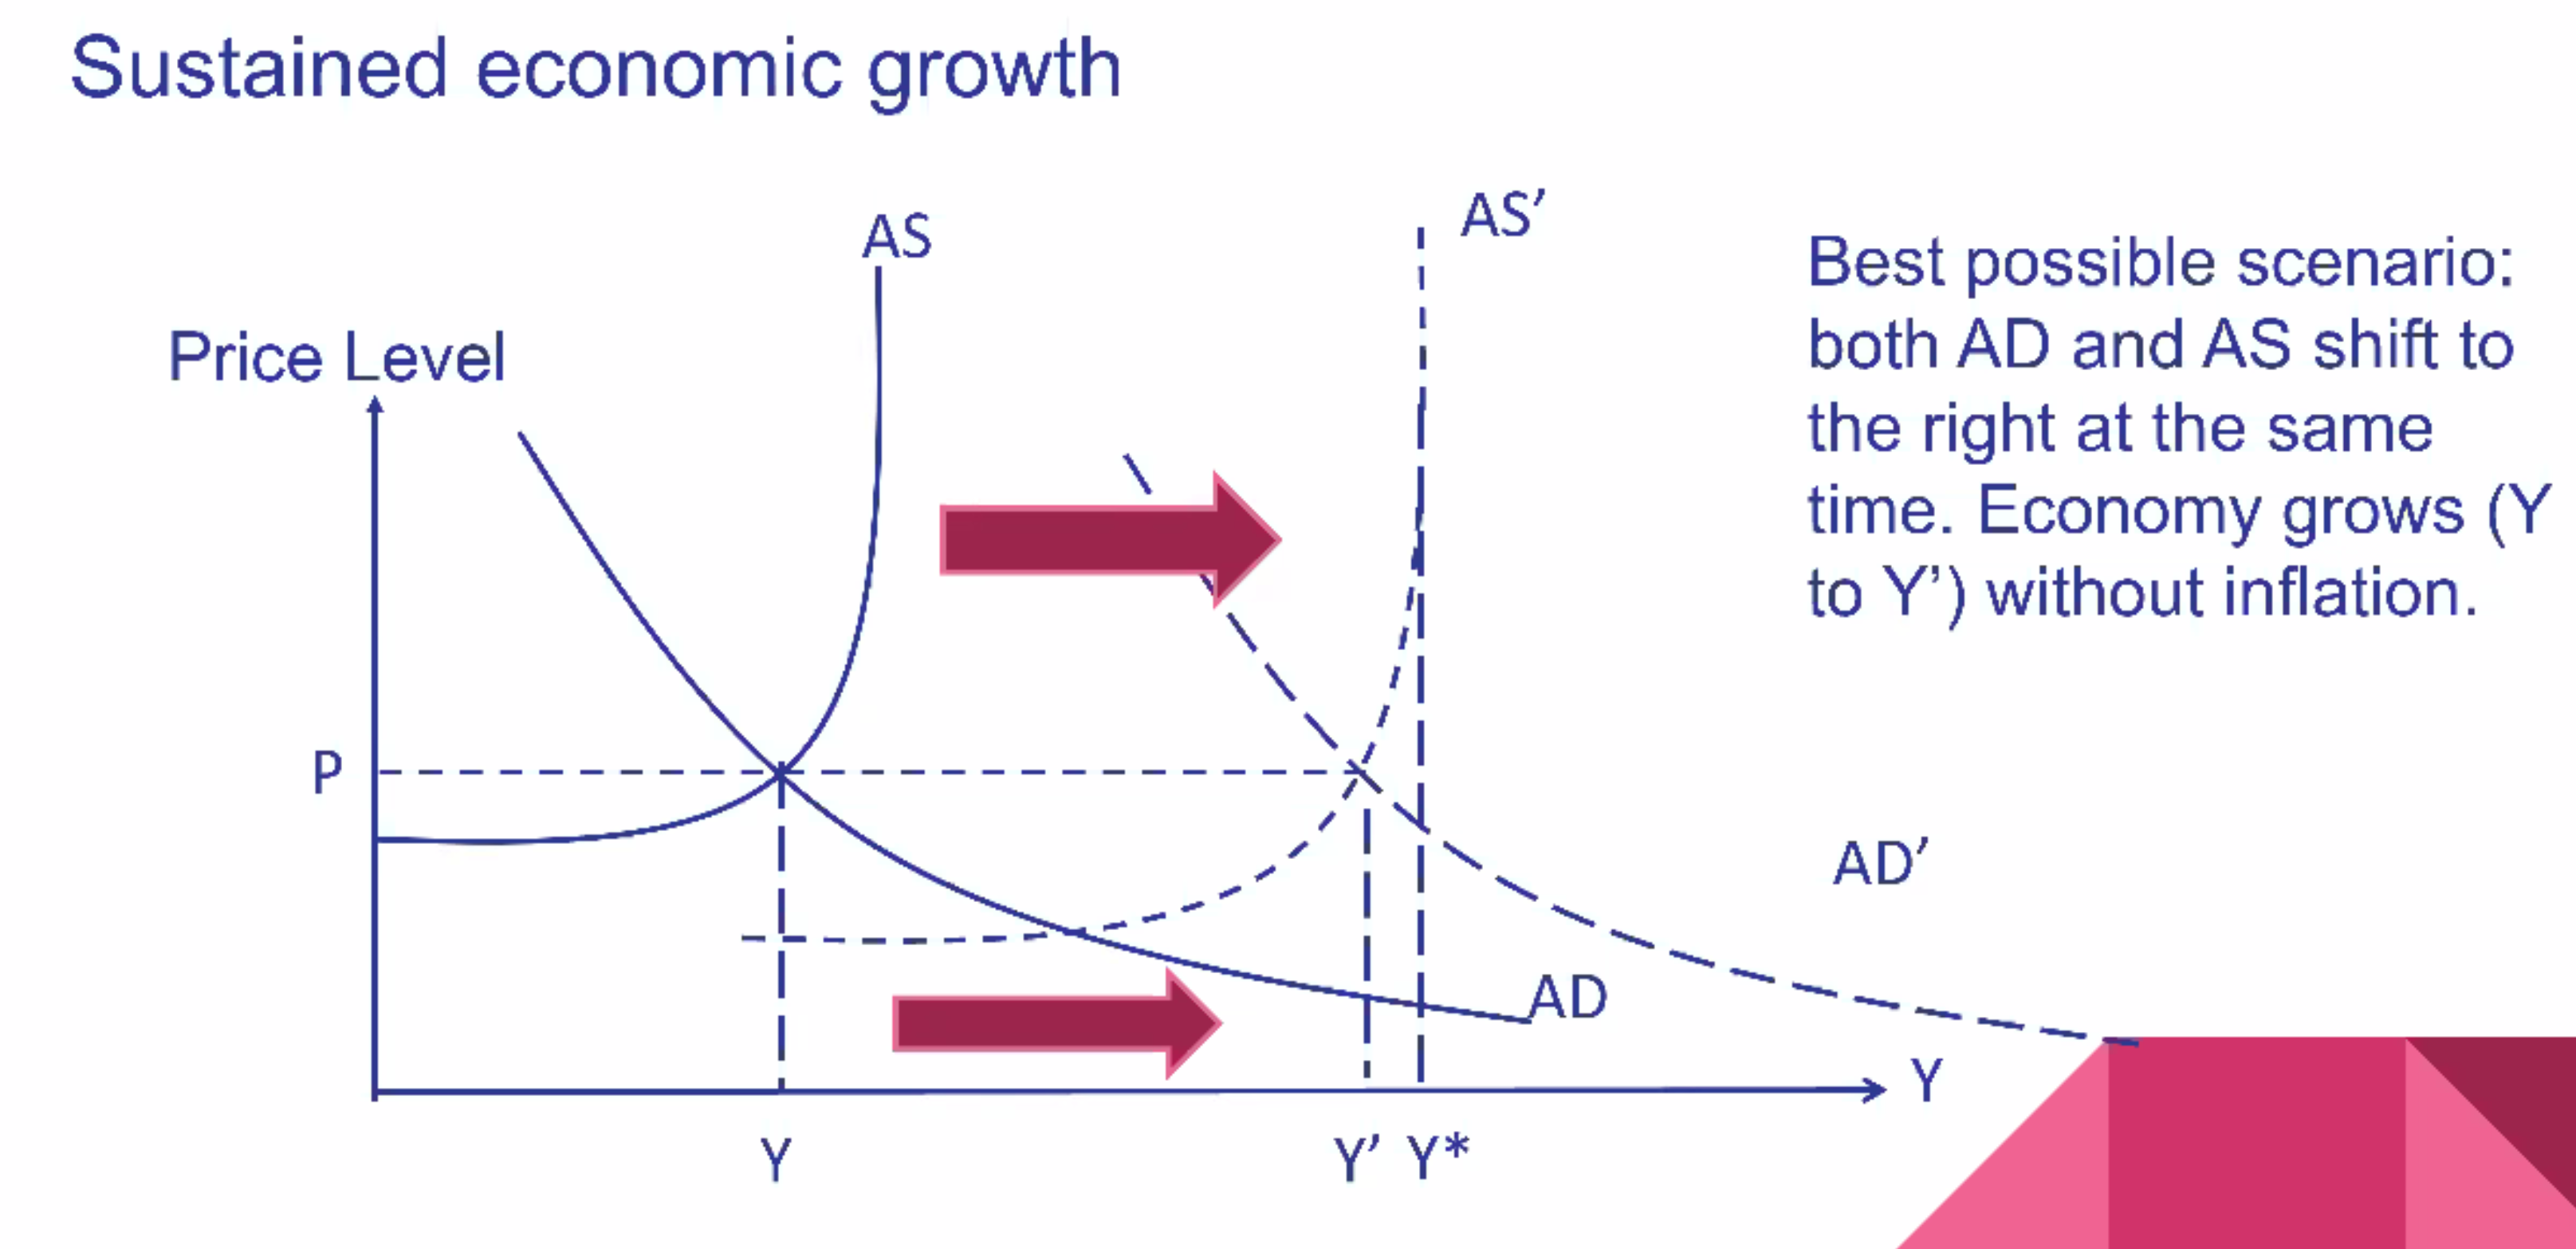 Sustained economic growth
AS
AS’
Price Level
Best possible scenario:
both AD and AS shift to
the right at the same
time. Economy grows (Y
to Y’) without inflation.
P
AD’
AD
Y
Y
Y’
Y*